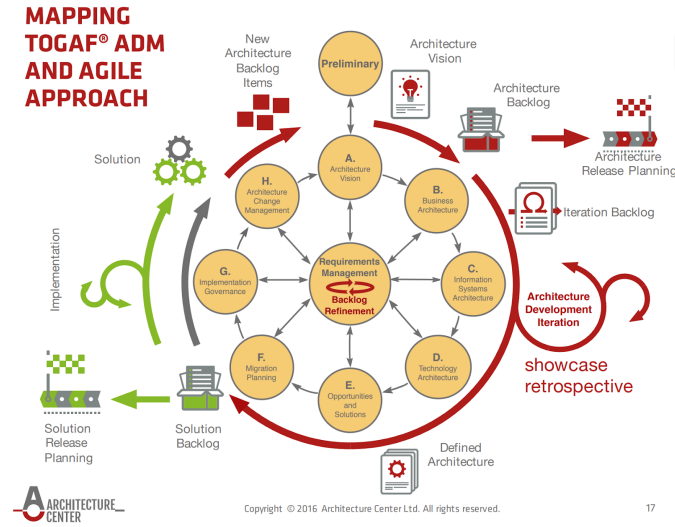 MAPPING
TOGAF® ADM
AND AGILE
APPROACH
New
Architecture
Backlog
Items
Preliminary
Architecture
Vision
Architecture
Backlog
Architecture
Release Planning
Solution
A.
Architecture
Vision
H.
Architecture
Change
Management
B.
Business
Architecture
Iteration Backlog
Implementation
G.
Implementation
Governance
Requirements
Management
Backlog
Refinement
C.
Information
Systems
Architecture
Architecture
Development
Iteration
showcase
retrospective
F.
Migration
Planning
D.
Technology
Architecture
E.
Opportunities
and
Solutions
Solution
Release
Planning
Solution
Backlog
Defined
Architecture
ARCHITECTURE
CENTER
Copyright © 2016 Architecture Center Ltd. All rights reserved.
17